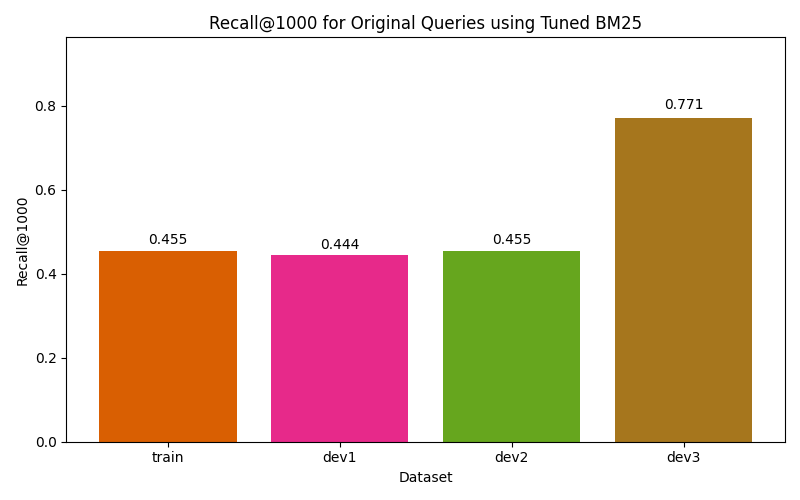 Recall@1000 for Original Queries using Tuned BM25
Recall@1000
0.8
0.6
0.4
0.2
0.0
0.455
0.444
0.455
0.771
train
dev1
dev2
dev3
Dataset